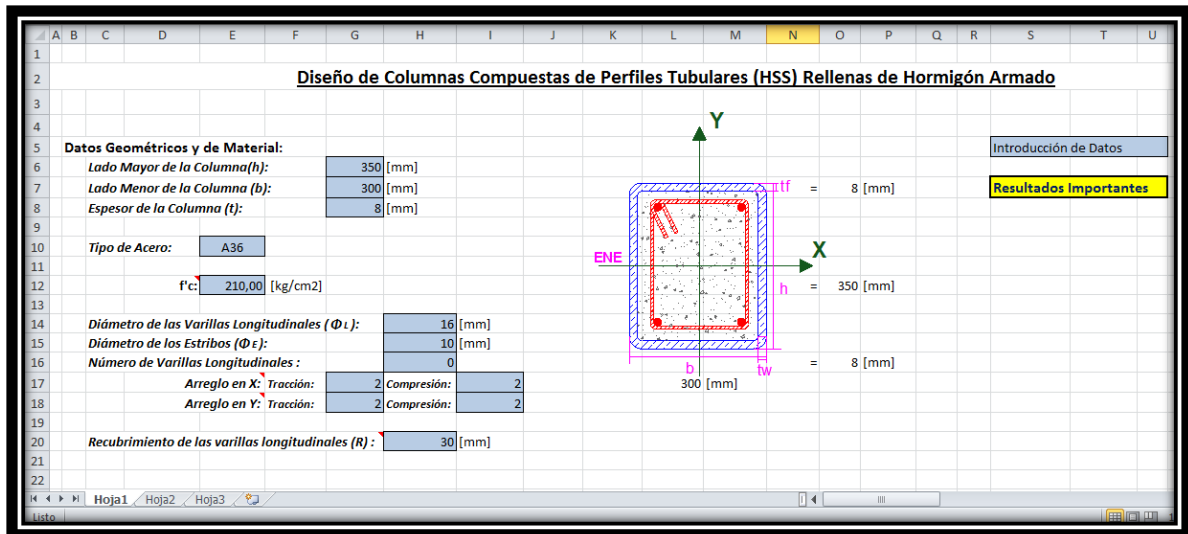 A B C D E F G H I J K L M N O P Q R S T U
1
2 Diseño de Columnas Compuestas de Perfiles Tubulares (HSS) Rellenas de Hormigón Armado
3
4 Y
5 Datos Geométricos y de Material: Introducción de Datos
6 Lado Mayor de la Columna(h): 350 [mm]
7 Lado Menor de la Columna (b): 300 [mm] tf = 8 [mm] Resultados Importantes
8 Espesor de la Columna (t): 8 [mm]
9
10 Tipo de Acero: A36
ENE X
11
12 f'c: 210,00 [kg/cm2] h = 350 [mm]
13
14 Diámetro de las Varillas Longitudinales (ΦL): 16 [mm]
15 Diámetro de los Estribos (ΦE): 10 [mm]
16 Número de Varillas Longitudinales : 0 b tw = 8 [mm]
17 Arreglo en X: Tracción: 2 Compresión: 2 300 [mm]
18 Arreglo en Y: Tracción: 2 Compresión: 2
19
20 Recubrimiento de las varillas longitudinales (R) : 30 [mm]
21
22
Hoja1 Hoja2 Hoja3
Listo